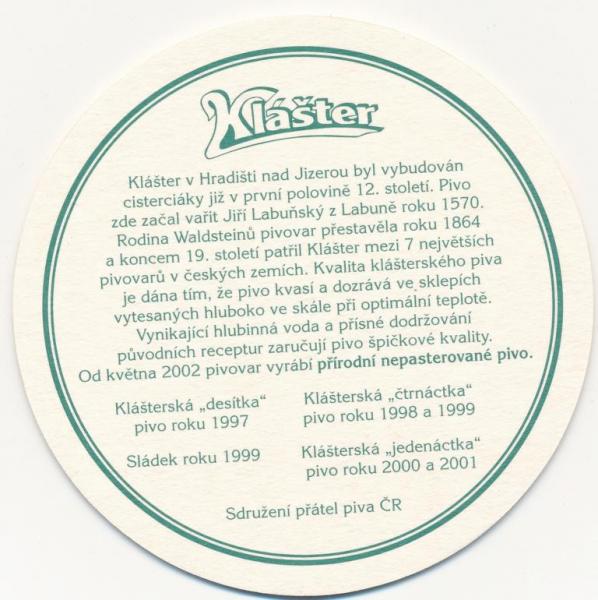 Klášter
Klášter v Hradišti nad Jizerou byl vybudován
cisterciáky již v první polovině 12. století. Pivo
zde začal vařit Jiří Labuňský z Labuně roku 1570.
Rodina Waldsteinů pivovar přestavěla roku 1864
a koncem 19. století patřil Klášter mezi 7 největších
pivovarů v českých zemích. Kvalita klášterského piva
je dána tím, že pivo kvasí a dozrává ve sklepích
vytesaných hluboko ve skále při optimální teplotě.
Vynikající hlubinná voda a přísné dodržování
původních receptur zaručují pivo špičkové kvality.
Od května 2002 pivovar vyrábí přírodní nepasterované pivo.
Klášterská „desítka“
pivo roku 1997
Klášterská „čtrnáctka“
pivo roku 1998 a 1999
Sládek roku 1999
Klášterská „jedenáctka“
pivo roku 2000 a 2001
Sdružení přátel piva ČR